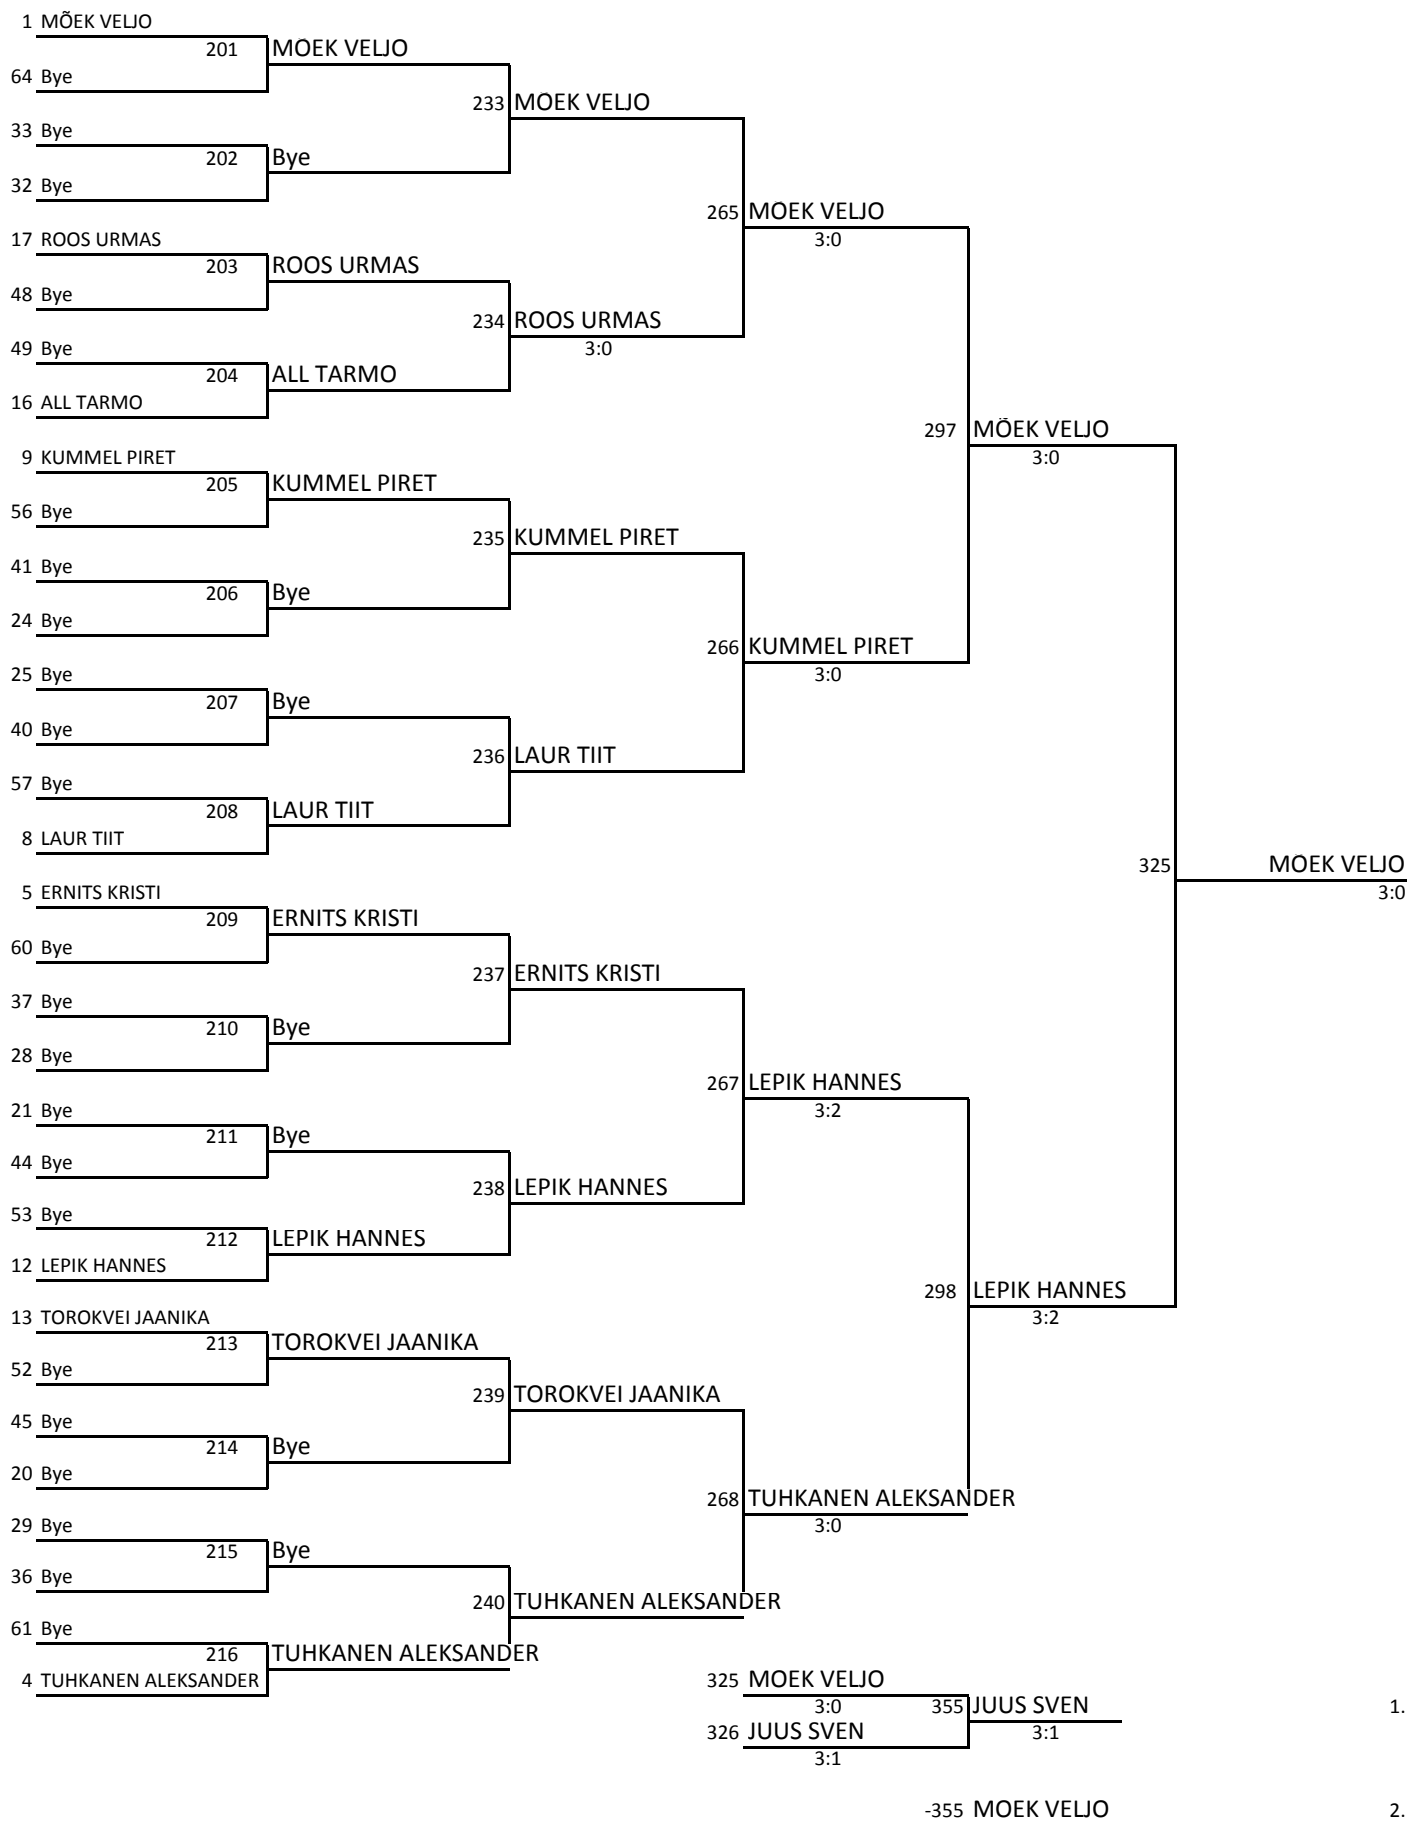 1 MÕEK VELJO
201 MÕEK VELJO
64 Bye
233 MÕEK VELJO
33 Bye
202 Bye
32 Bye
265 MÕEK VELJO
3:0
17 ROOS URMAS
203 ROOS URMAS
48 Bye
234 ROOS URMAS
3:0
49 Bye
204 ALL TARMO
16 ALL TARMO
297 MÕEK VELJO
3:0
9 KUMMEL PIRET
205 KUMMEL PIRET
56 Bye
235 KUMMEL PIRET
41 Bye
206 Bye
24 Bye
266 KUMMEL PIRET
3:0
25 Bye
207 Bye
40 Bye
236 LAUR TIIT
57 Bye
208 LAUR TIIT
8 LAUR TIIT
325 MÕEK VELJO
3:0
5 ERNITS KRISTI
209 ERNITS KRISTI
60 Bye
237 ERNITS KRISTI
37 Bye
210 Bye
28 Bye
267 LEPIK HANNES
3:2
21 Bye
211 Bye
44 Bye
238 LEPIK HANNES
53 Bye
212 LEPIK HANNES
12 LEPIK HANNES
298 LEPIK HANNES
3:2
13 TOROKVEI JAANIKA
213 TOROKVEI JAANIKA
52 Bye
239 TOROKVEI JAANIKA
45 Bye
214 Bye
20 Bye
268 TUHKANEN ALEKSANDER
3:0
29 Bye
215 Bye
36 Bye
240 TUHKANEN ALEKSANDER
61 Bye
216 TUHKANEN ALEKSANDER
4 TUHKANEN ALEKSANDER
325 MÕEK VELJO
3:0
355 JUUS SVEN 1.
326 JUUS SVEN
3:1
3:1
-355 MÕEK VELJO 2.